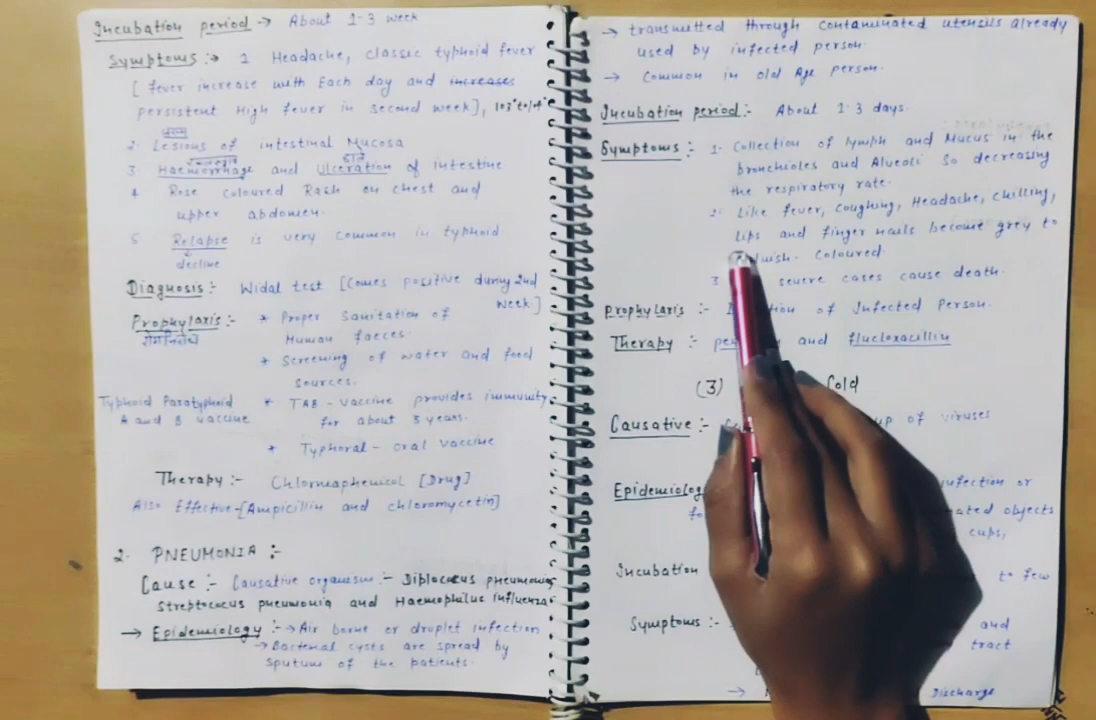 Incubation period → About 1-3 week
Symptoms :→ 1 Headache, classic typhoid fever
[ fever increase with Each day and increases
persistent High fever in second week], 103° to 104°
2. Lesions of intestinal Mucosa
3 Haemorrhage and Ulceration of intestine
4 Rose coloured Rash on chest and
upper abdomen.
5 Relapse is very common in typhoid
decline
Diagnosis :- Widal test [Comes positive during 2nd
week.]
Prophylaxis :- * Proper Sanitation of
Human faeces.
रोगनिरोध
* Screening of water and food
sources.
Typhoid Paratyphoid
A and B vaccine
* TAB - Vaccine provides immunity
for about 3 years.
* Typhoral - oral vaccine
Therapy :- Chlormaphenicol [Drug]
Also Effective - [Ampicillin and chloromycetin]
2. PNEUMONIA :-
Cause :- Causative organism :- Diplococcus pneumonia,
Streptococcus pneumonia and Haemophilus influenza.
→ Epidemiology :→ Air borne or droplet infection
→ Bacterial cysts are spread by
sputum of the patients.
→ transmitted through contaminated utensils already
used by infected person.
→ Common in old Age person.
Incubation period :- About 1-3 days.
Symptoms :- 1. Collection of lymph and Mucus in the
bronchioles and Alveoli so decreasing
the respiratory rate.
2. Like fever, coughing, Headache, chilling,
Lips and finger nails become grey to
Coloured
3 severe cases cause death.
Prophylaxis :- of Infected Person.
Therapy :- and flucloxacillin
(3) Cold
Causative :- up of viruses
Epidemiology infection or
objects
cups,
Incubation to few
Symptoms :- and
tract
→ Discharge